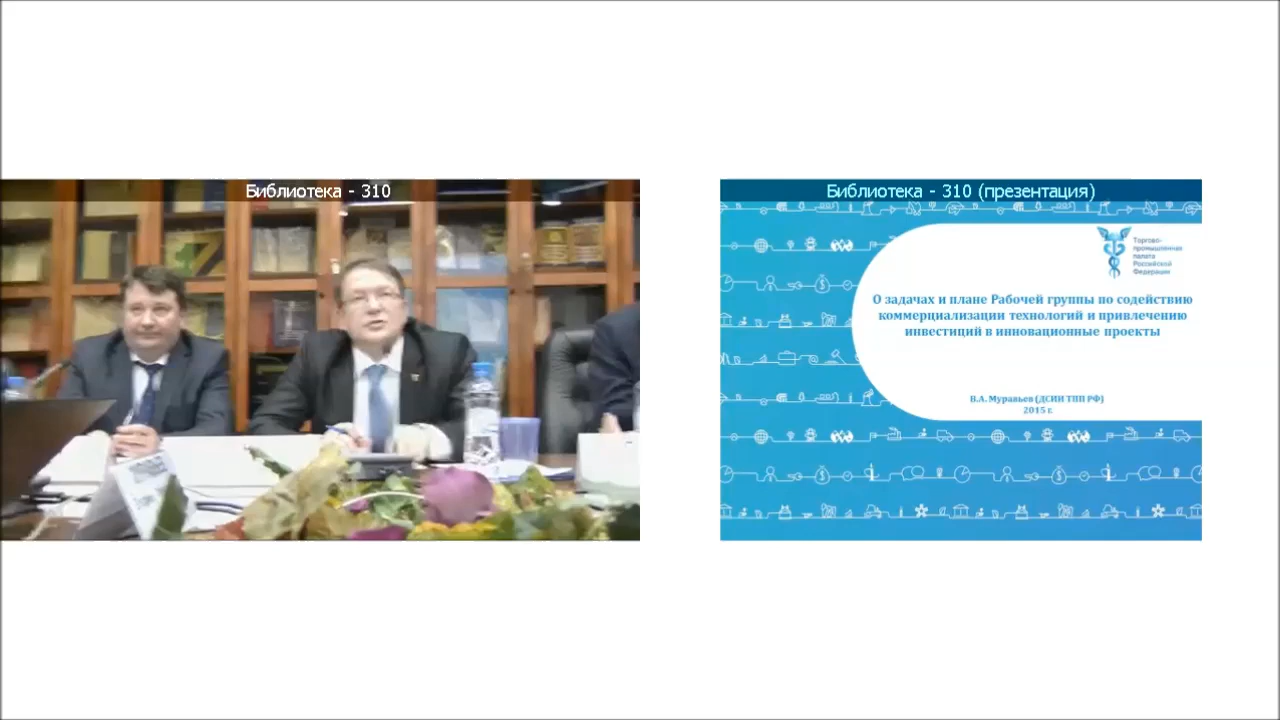 Библиотека - 310
Библиотека - 310 (презентация)
Торгово-
промышленная
палата
Российской
Федерации
О задачах и плане Рабочей группы по содействию
коммерциализации технологий и привлечению
инвестиций в инновационные проекты
В.А. Муравьев (ДСИИ ТПП РФ)
2015 г.